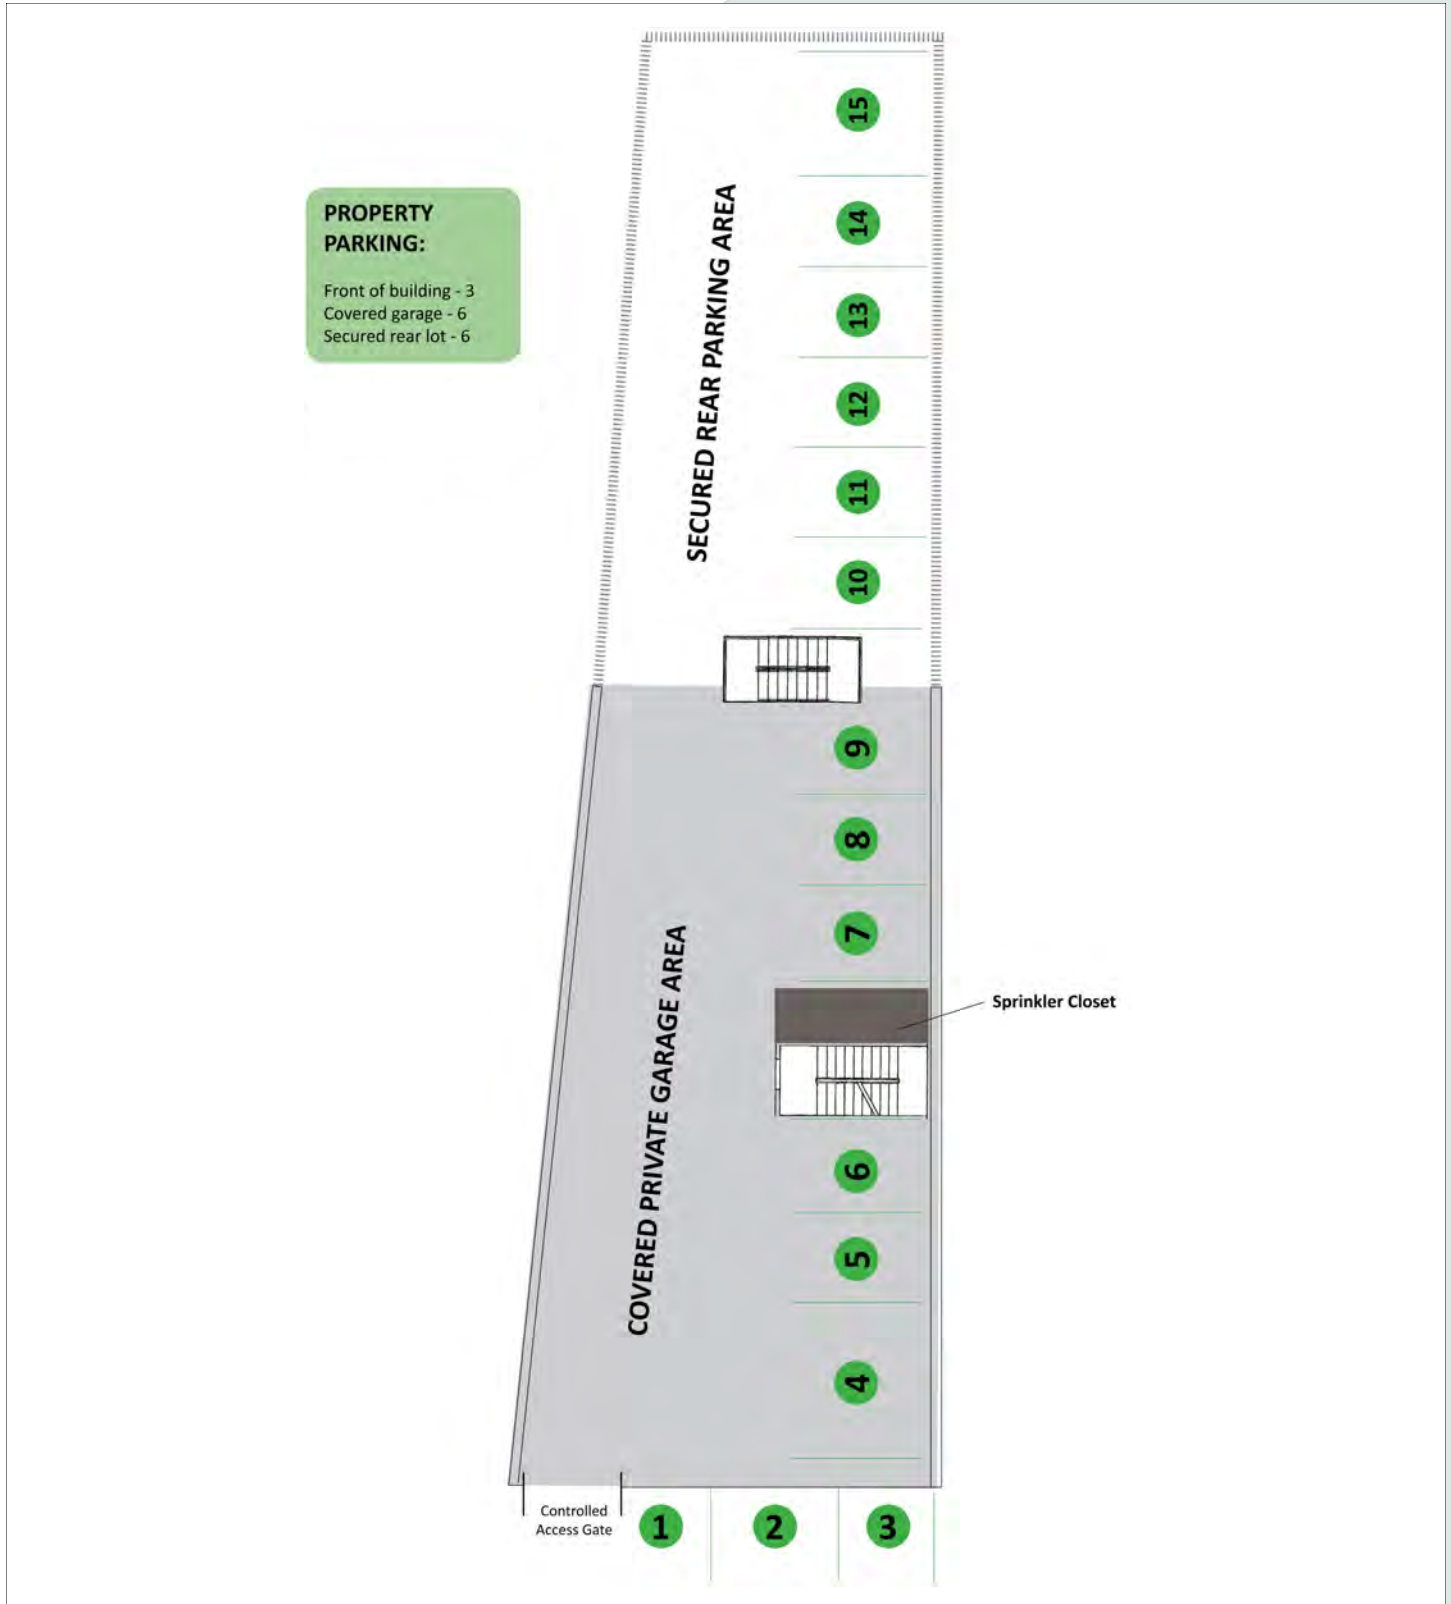 PROPERTY
PARKING:
Front of building - 3
Covered garage - 6
Secured rear lot - 6
SECURED REAR PARKING AREA
15
14
13
12
11
10
COVERED PRIVATE GARAGE AREA
9
8
7
Sprinkler Closet
6
5
4
Controlled
Access Gate
1
2
3